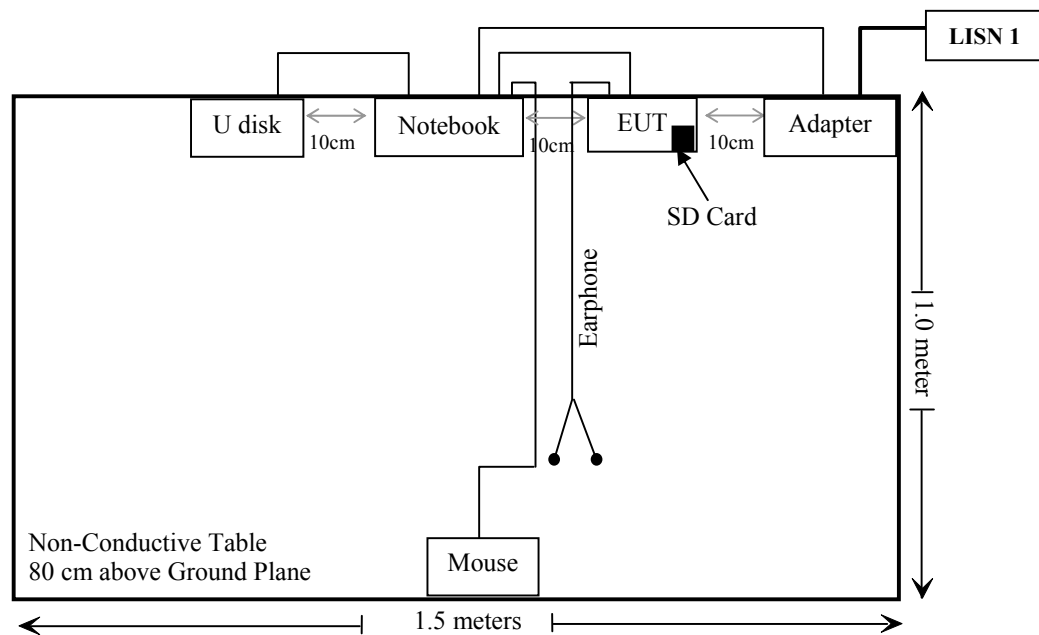 LISN 1
U disk
10cm
Notebook
10cm
EUT
10cm
Adapter
SD Card
Earphone
1.0 meter
Non-Conductive Table
80 cm above Ground Plane
Mouse
1.5 meters